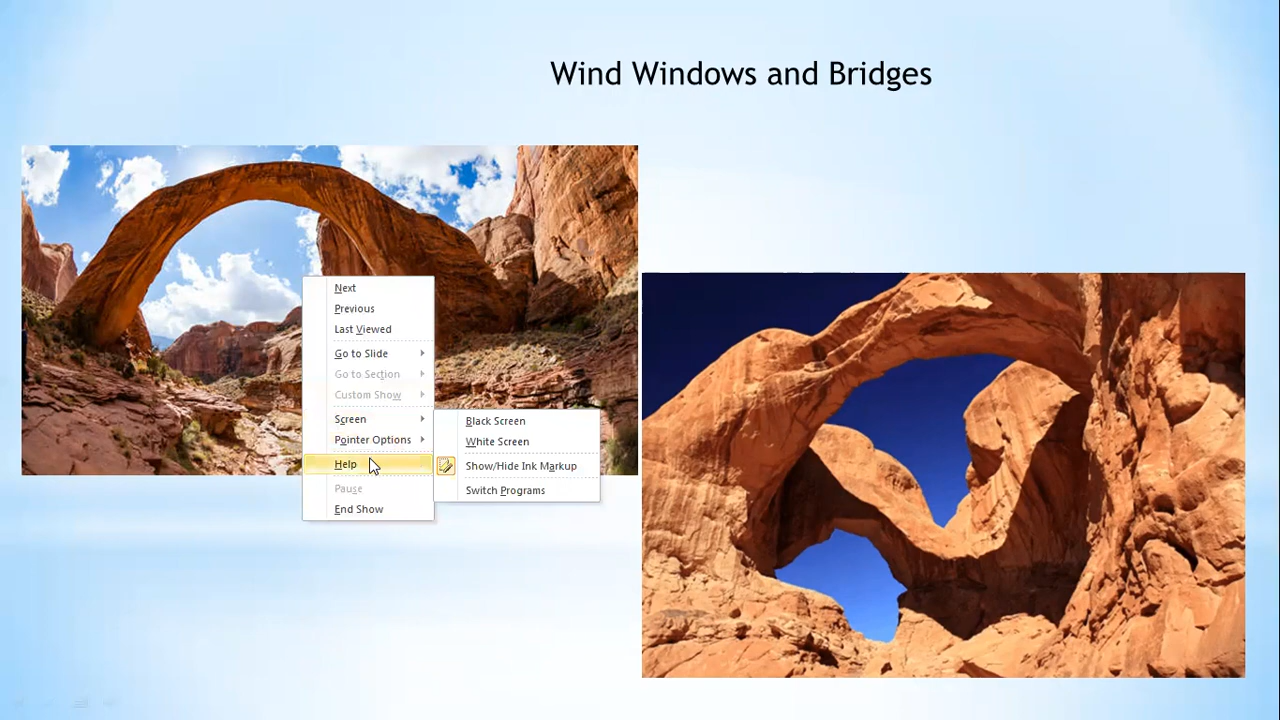 Wind Windows and Bridges
Next
Previous
Last Viewed
Go to Slide
Go to Section
Custom Show
Screen
Pointer Options
Help
Pause
End Show
Black Screen
White Screen
Show/Hide Ink Markup
Switch Programs